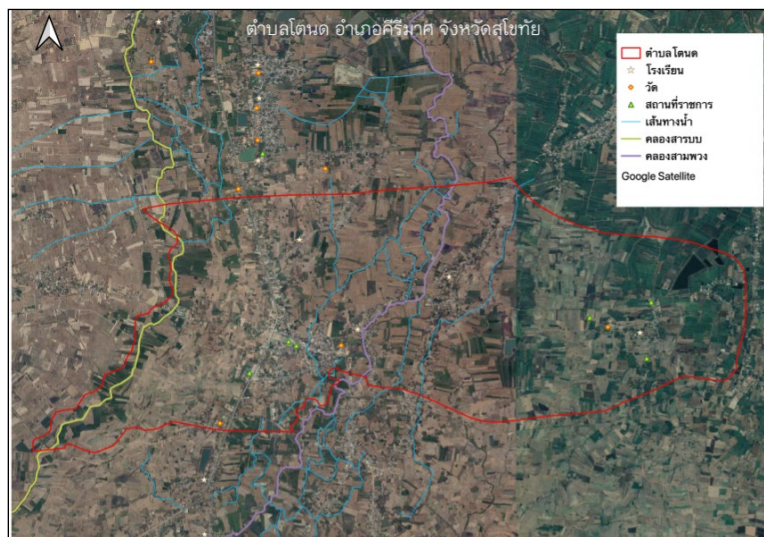 ตำบลโตนด อำเภอคีรีมาศ จังหวัดสุโขทัย
ตำบลโตนด
โรงเรียน
วัด
สถานที่ราชการ
เส้นทางน้ำ
คลองสารบบ
คลองสามพวง
Google Satellite